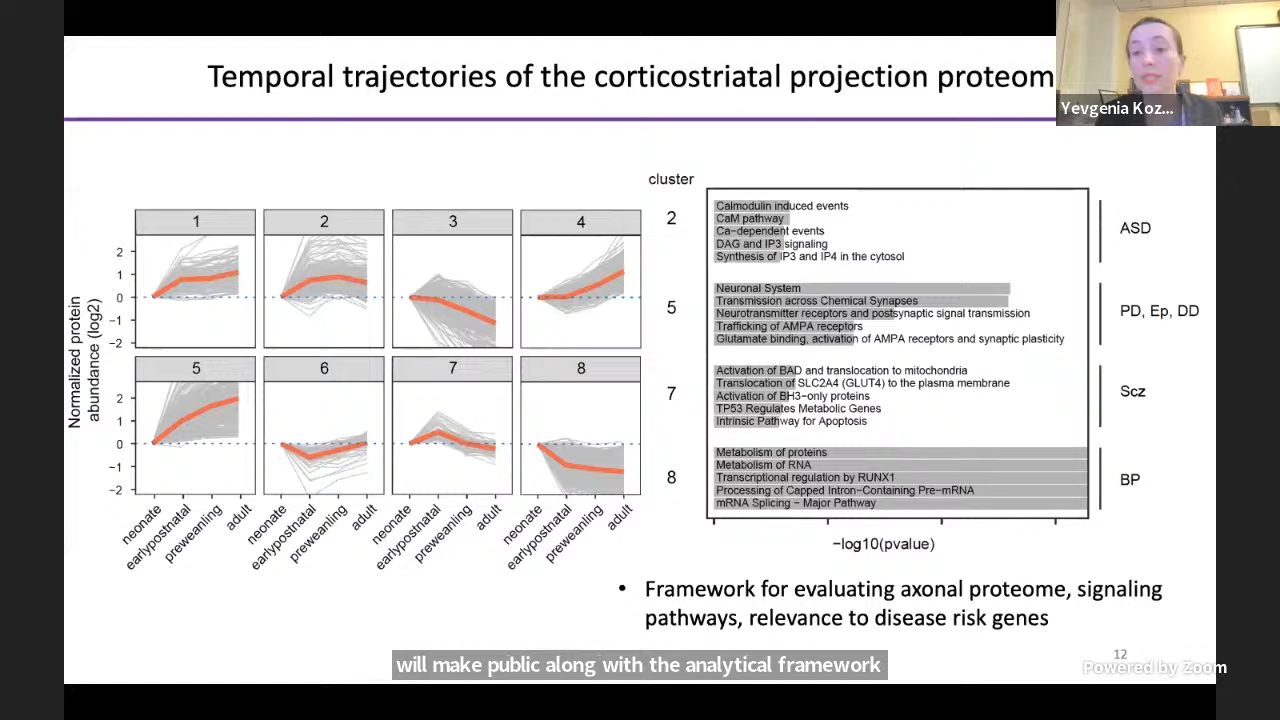 Temporal trajectories of the corticostriatal projection proteom
Yevgenia Koz...
cluster
1 2 3 4
2
1
0
−1
−2
5 6 7 8
2
1
0
−1
−2
Normalized protein
abundance (log2)
neonate earlypostnatal preweanling adult neonate earlypostnatal preweanling adult neonate earlypostnatal preweanling adult neonate earlypostnatal preweanling adult
2
Calmodulin induced events
CaM pathway
Ca−dependent events
DAG and IP3 signaling
Synthesis of IP3 and IP4 in the cytosol
ASD
5
Neuronal System
Transmission across Chemical Synapses
Neurotransmitter receptors and postsynaptic signal transmission
Trafficking of AMPA receptors
Glutamate binding, activation of AMPA receptors and synaptic plasticity
PD, Ep, DD
7
Activation of BAD and translocation to mitochondria
Translocation of SLC2A4 (GLUT4) to the plasma membrane
Activation of BH3−only proteins
TP53 Regulates Metabolic Genes
Intrinsic Pathway for Apoptosis
Scz
8
Metabolism of proteins
Metabolism of RNA
Transcriptional regulation by RUNX1
Processing of Capped Intron−Containing Pre−mRNA
mRNA Splicing − Major Pathway
BP
−log10(pvalue)
• Framework for evaluating axonal proteome, signaling
pathways, relevance to disease risk genes
will make public along with the analytical framework
12
Powered by Zoom